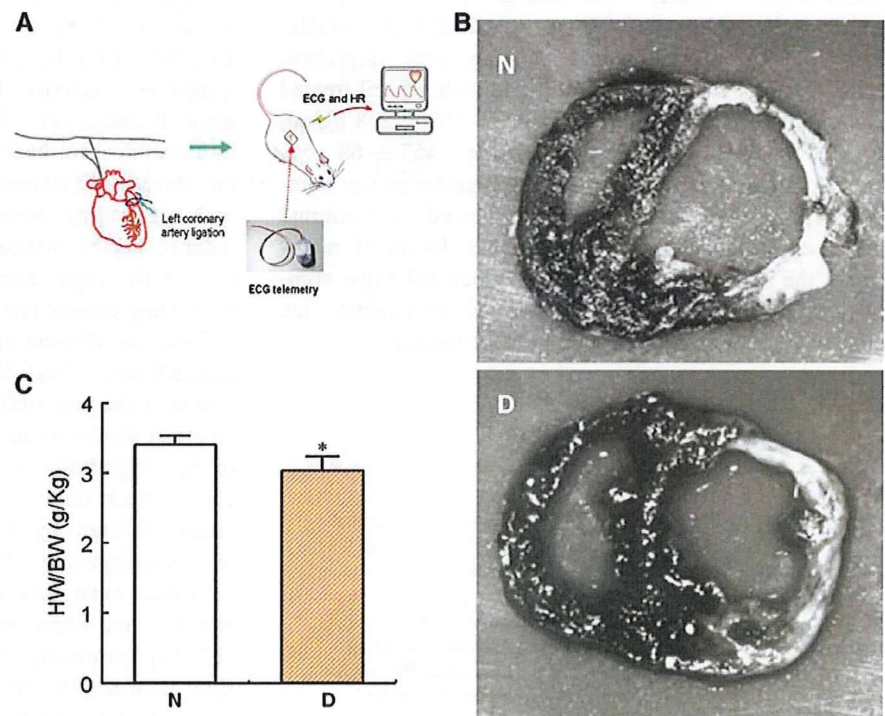 A
ECG and HR
Left coronary
artery ligation
ECG telemetry
B
N
D
C
HW/BW (g/Kg)
4
3
2
1
0
*
N
D